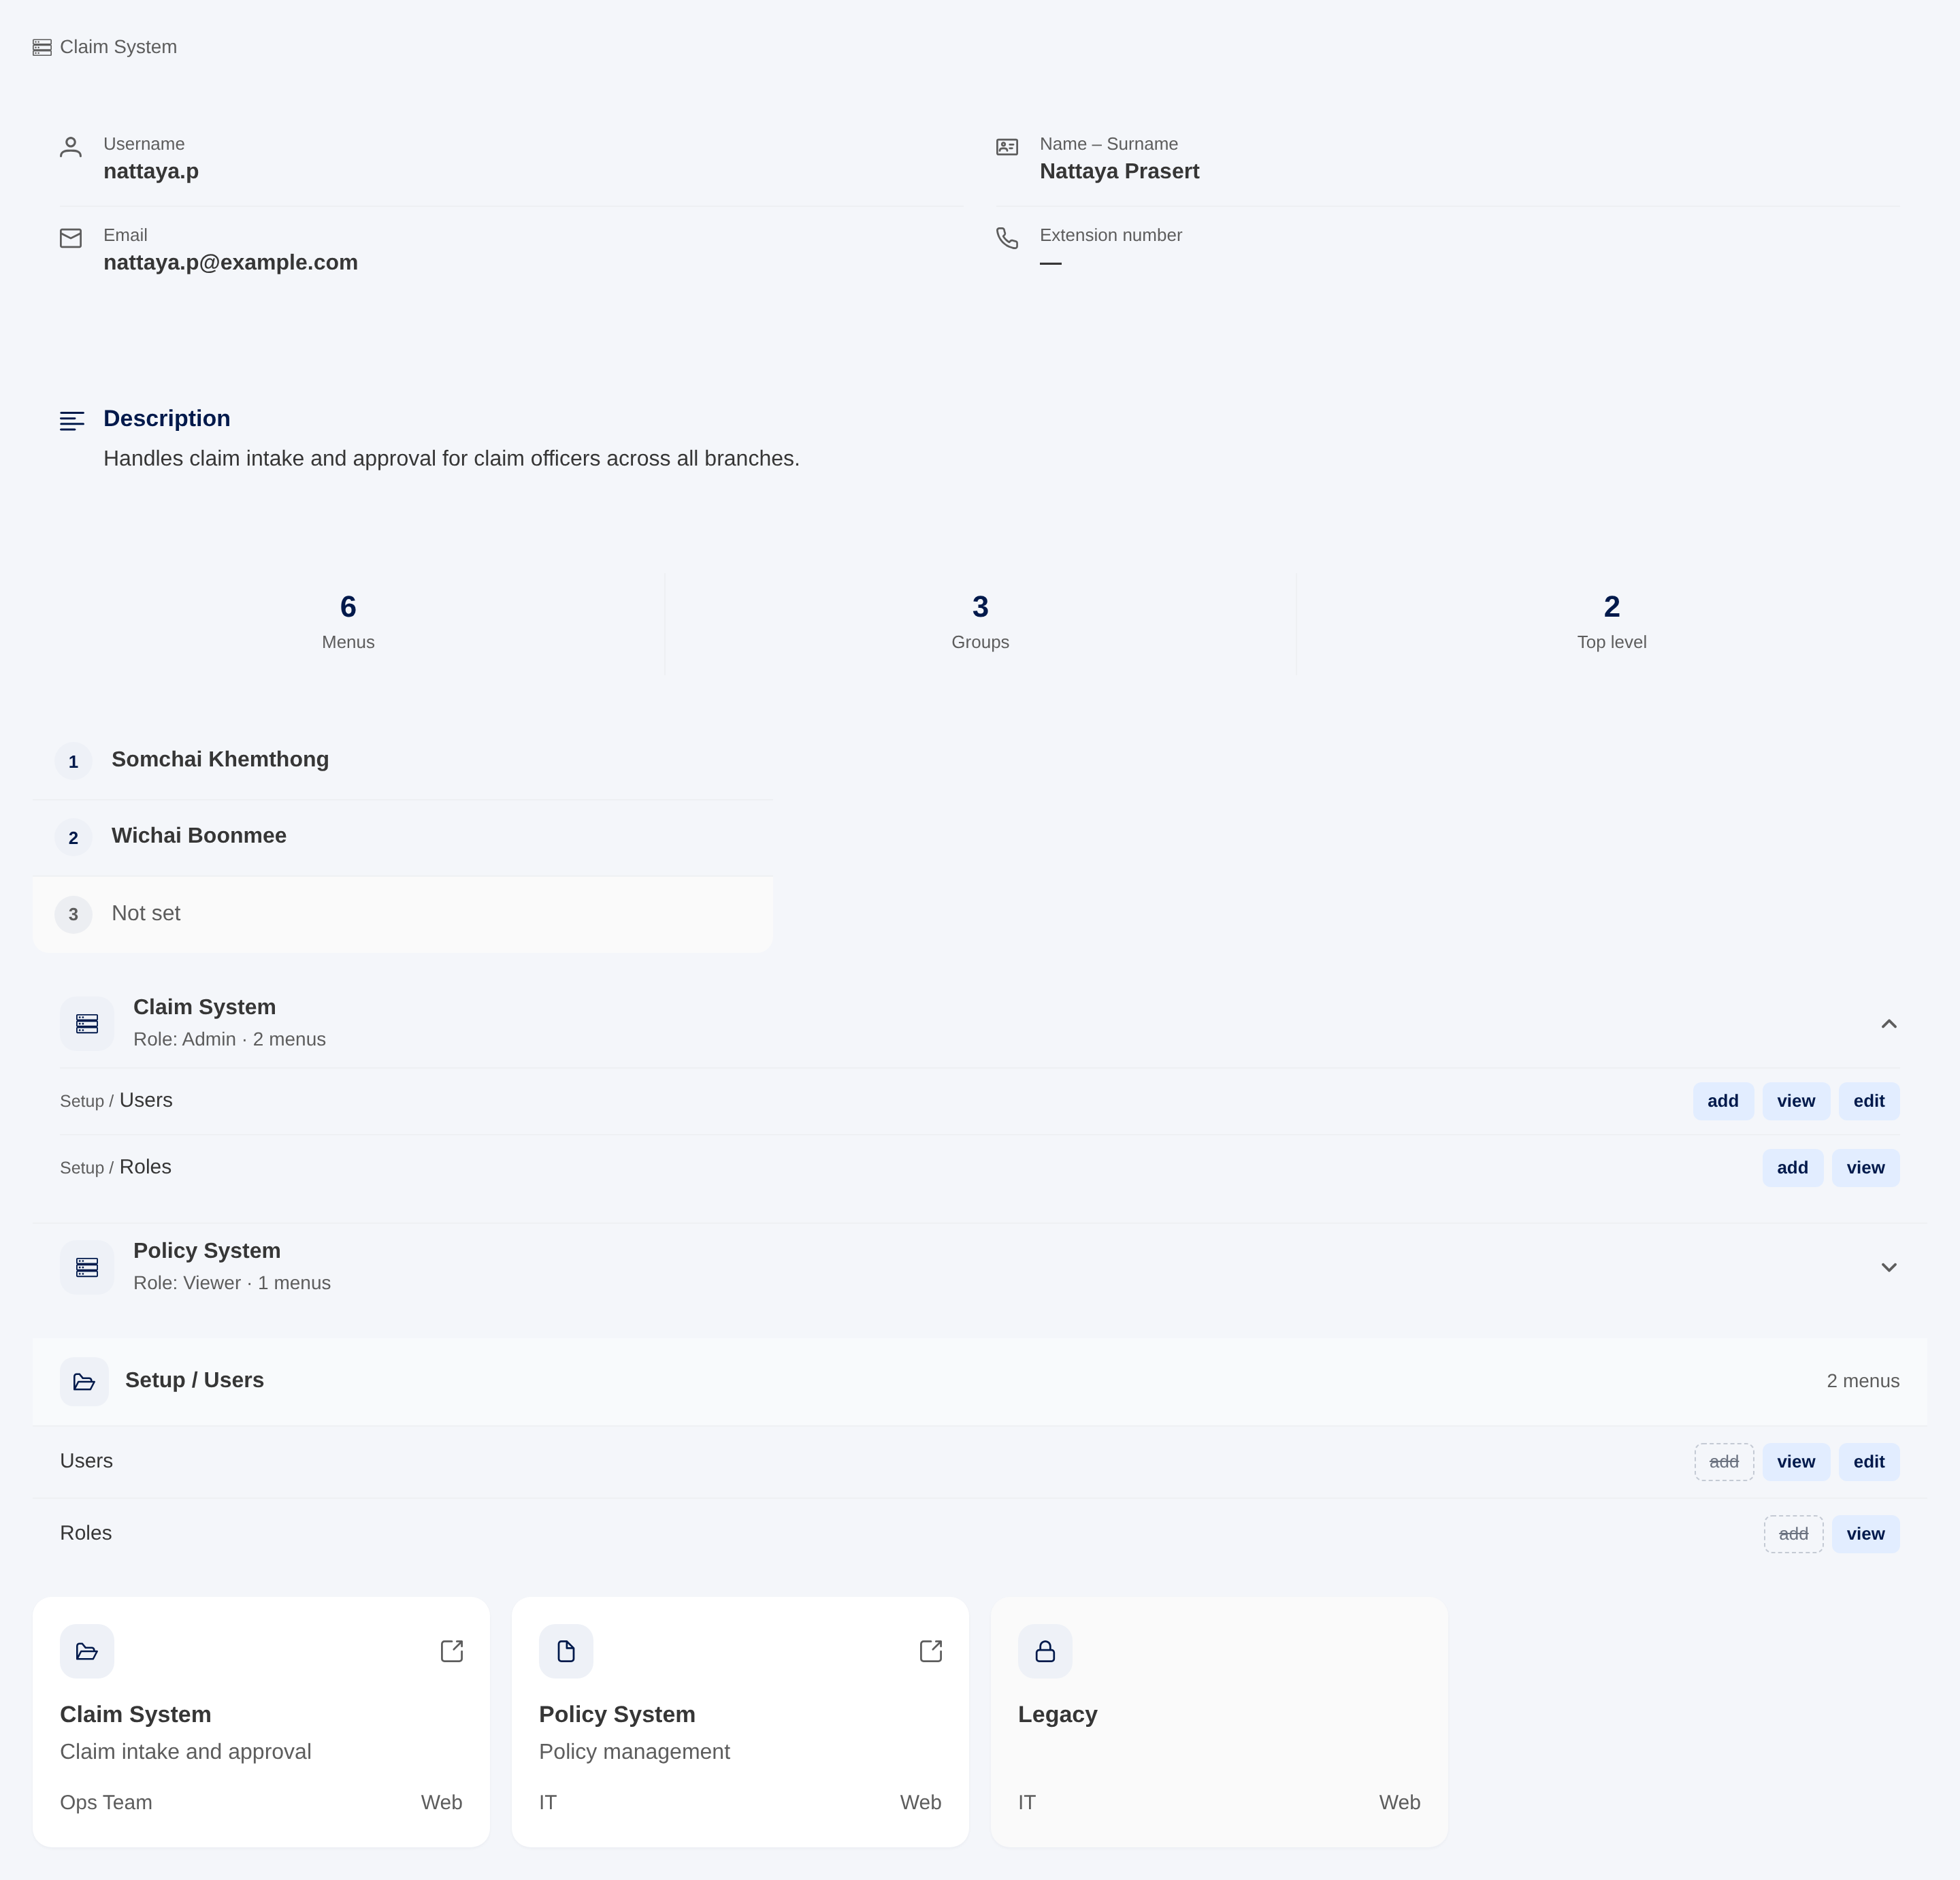 Claim System
Username
nattaya.p
Name – Surname
Nattaya Prasert
Email
nattaya.p@example.com
Extension number
—
Description
Handles claim intake and approval for claim officers across all branches.
6
Menus
3
Groups
2
Top level
1 Somchai Khemthong
2 Wichai Boonmee
3 Not set
Claim System
Role: Admin · 2 menus
Setup / Users add view edit
Setup / Roles add view
Policy System
Role: Viewer · 1 menus
Setup / Users 2 menus
Users add view edit
Roles add view
Claim System
Claim intake and approval
Ops Team Web
Policy System
Policy management
IT Web
Legacy
IT Web